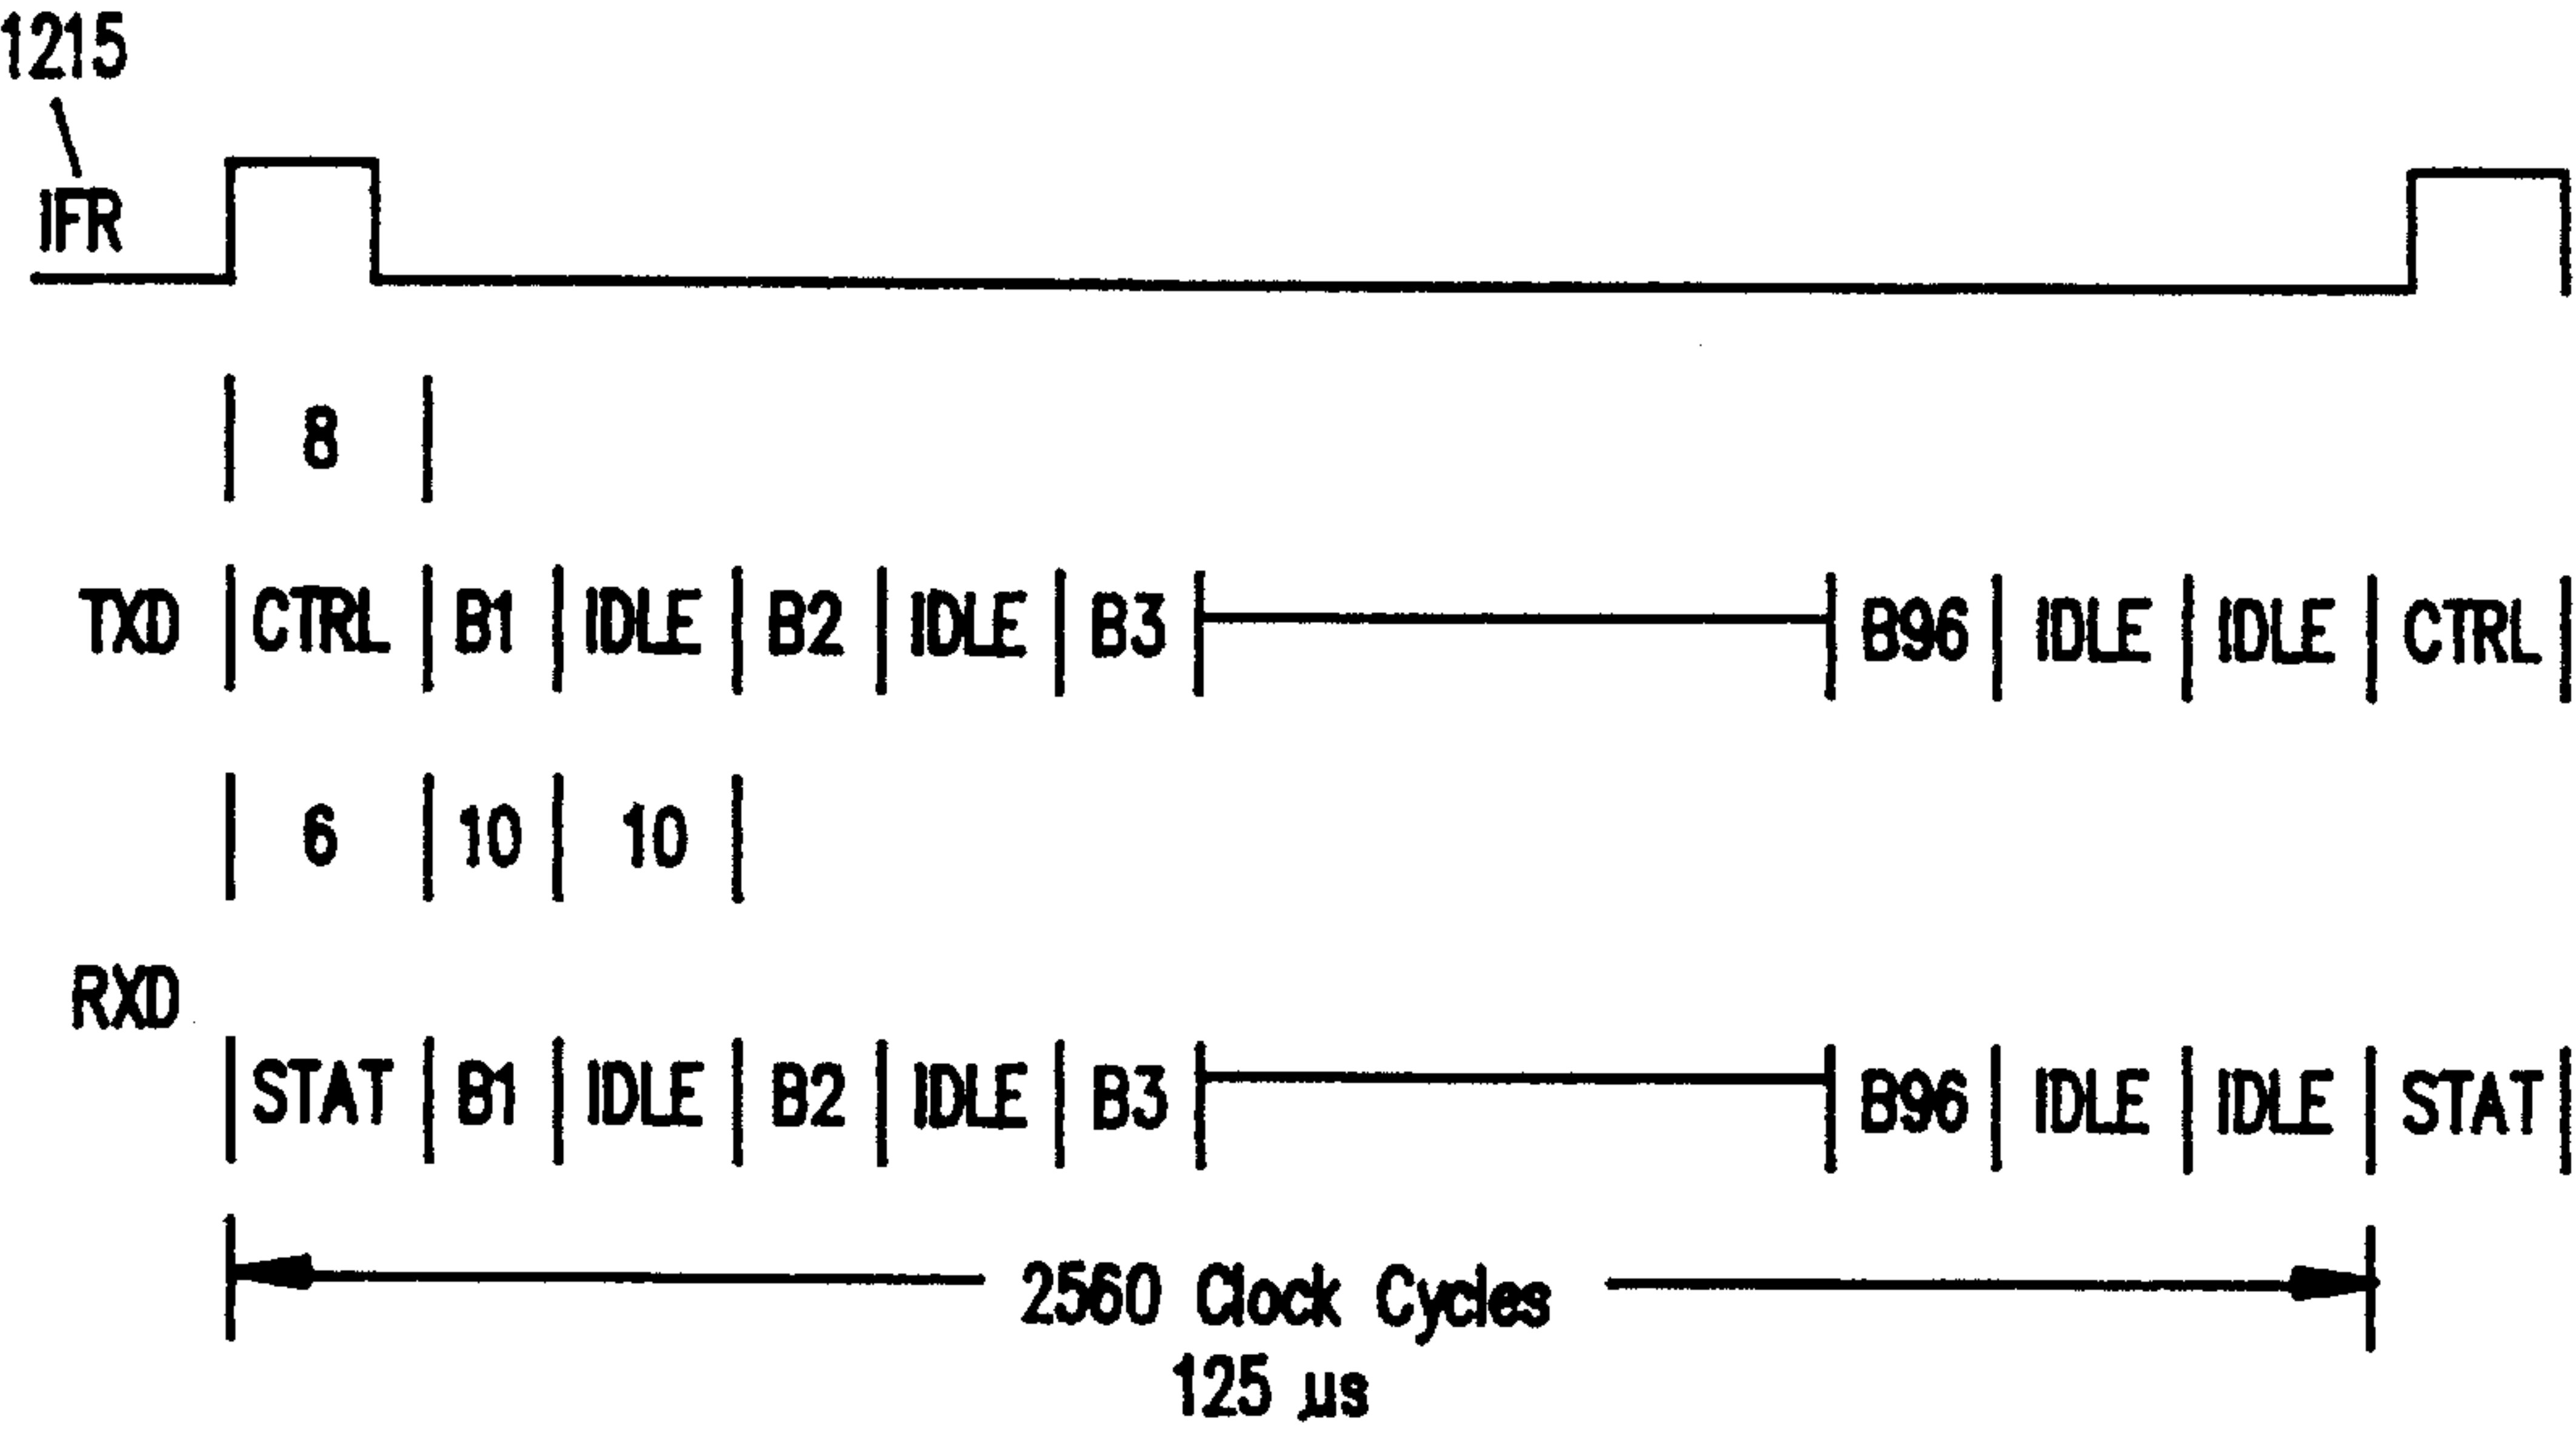 1215
IFR
8
TXD CTRL B1 IDLE B2 IDLE B3 B96 IDLE IDLE CTRL
6 10 10
RXD
STAT B1 IDLE B2 IDLE B3 B96 IDLE IDLE STAT
2560 Clock Cycles
125 µs